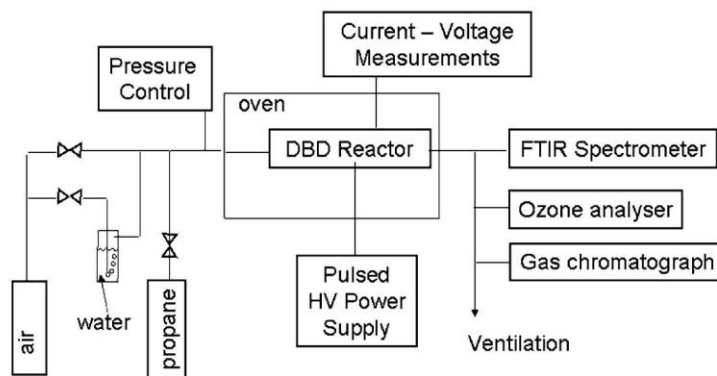 Current – Voltage
Measurements
Pressure
Control
oven
DBD Reactor
FTIR Spectrometer
Ozone analyser
Gas chromatograph
Pulsed
HV Power
Supply
water
air
propane
Ventilation